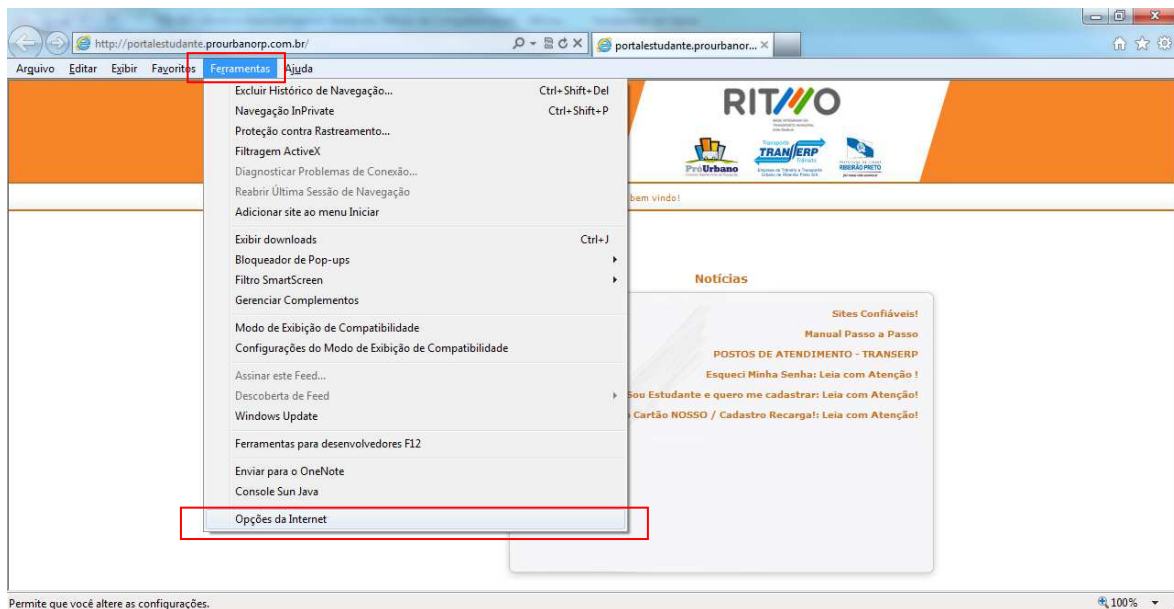 http://portalestudante.prourbanorp.com.br/
portalestudante.prourbanor...
Arquivo Editar Exibir Favoritos Ferramentas Ajuda
Excluir Histórico de Navegação... Ctrl+Shift+Del
Navegação InPrivate Ctrl+Shift+P
Proteção contra Rastreamento...
Filtragem ActiveX
Diagnosticar Problemas de Conexão...
Reabrir Última Sessão de Navegação
Adicionar site ao menu Iniciar
Exibir downloads Ctrl+J
Bloqueador de Pop-ups
Filtro SmartScreen
Gerenciar Complementos
Modo de Exibição de Compatibilidade
Configurações do Modo de Exibição de Compatibilidade
Assinar este Feed...
Descoberta de Feed
Windows Update
Ferramentas para desenvolvedores F12
Enviar para o OneNote
Console Sun Java
Opções da Internet
RITMO
PróUrbano
Transporte
TRANSERP
Trânsito
RIBEIRÃO PRETO
bem vindo!
Notícias
Sites Confiáveis!
Manual Passo a Passo
POSTOS DE ATENDIMENTO - TRANSERP
Esqueci Minha Senha: Leia com Atenção !
Sou Estudante e quero me cadastrar: Leia com Atenção!
Cartão NOSSO / Cadastro Recarga!: Leia com Atenção!
Permite que você altere as configurações.
100%